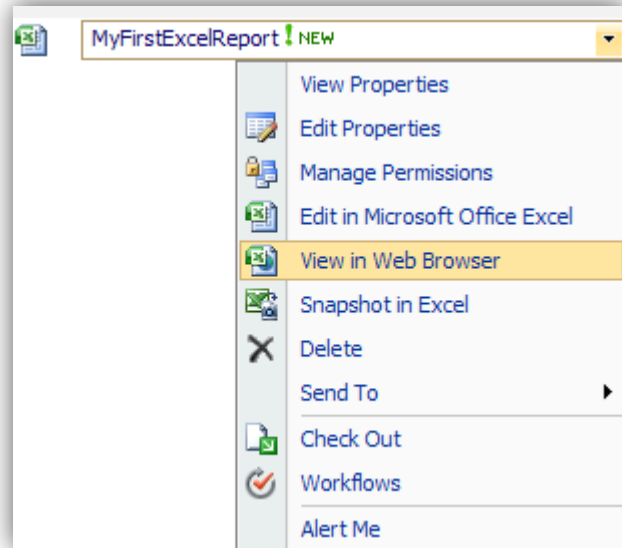 MyFirstExcelReport ! NEW
View Properties
Edit Properties
Manage Permissions
Edit in Microsoft Office Excel
View in Web Browser
Snapshot in Excel
Delete
Send To
Check Out
Workflows
Alert Me